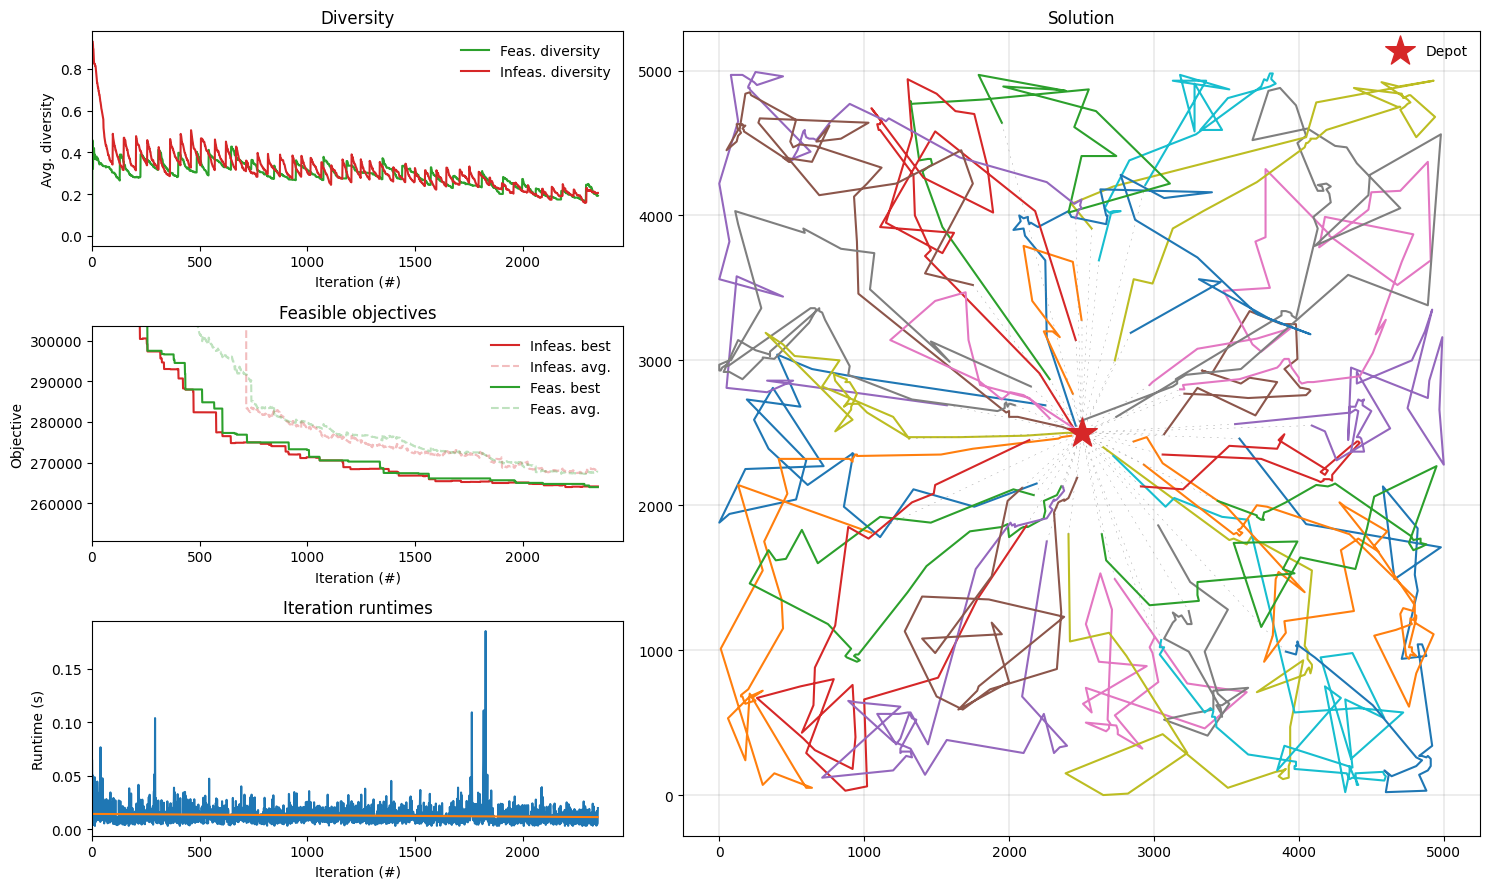 Diversity
Avg. diversity
0.8
0.6
0.4
0.2
0.0
Feas. diversity
Infeas. diversity
0 500 1000 1500 2000
Iteration (#)
Feasible objectives
Objective
300000
290000
280000
270000
260000
Infeas. best
Infeas. avg.
Feas. best
Feas. avg.
0 500 1000 1500 2000
Iteration (#)
Iteration runtimes
Runtime (s)
0.15
0.10
0.05
0.00
0 500 1000 1500 2000
Iteration (#)
Solution
Depot
5000
4000
3000
2000
1000
0
0 1000 2000 3000 4000 5000